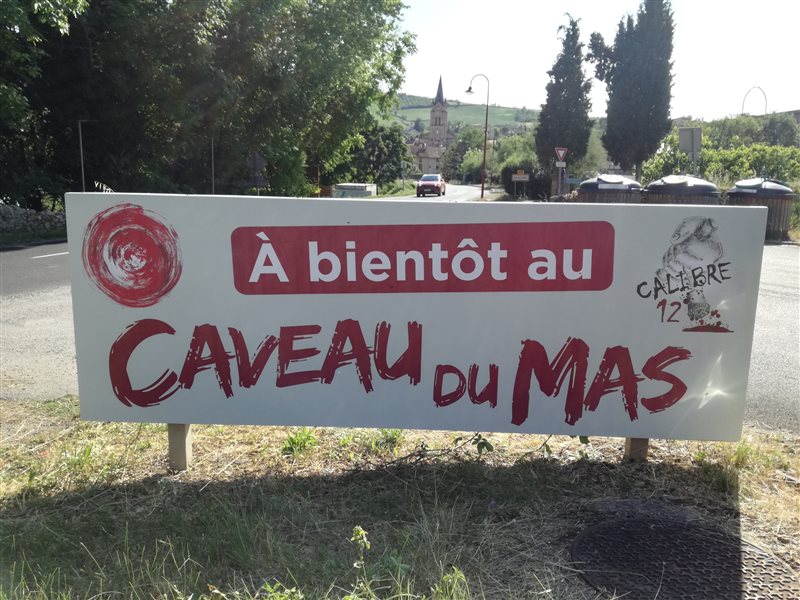 À bientôt au
CALIBRE
12
CAVEAU DU MAS